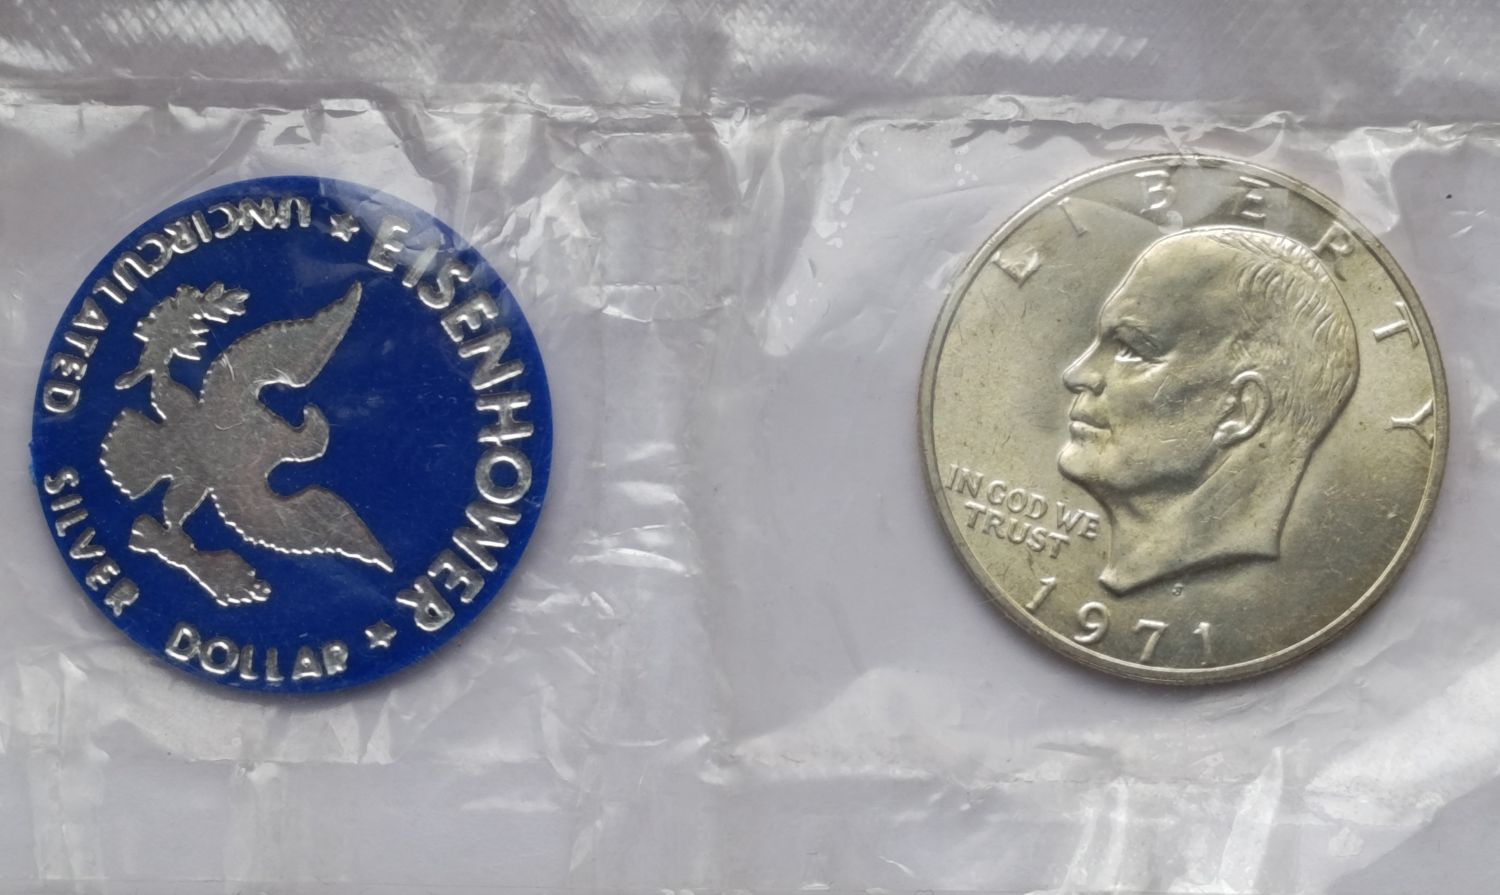 EISENHOWER
UNCIRCULATED SILVER DOLLAR
LIBERTY
IN GOD WE
TRUST
S
1971